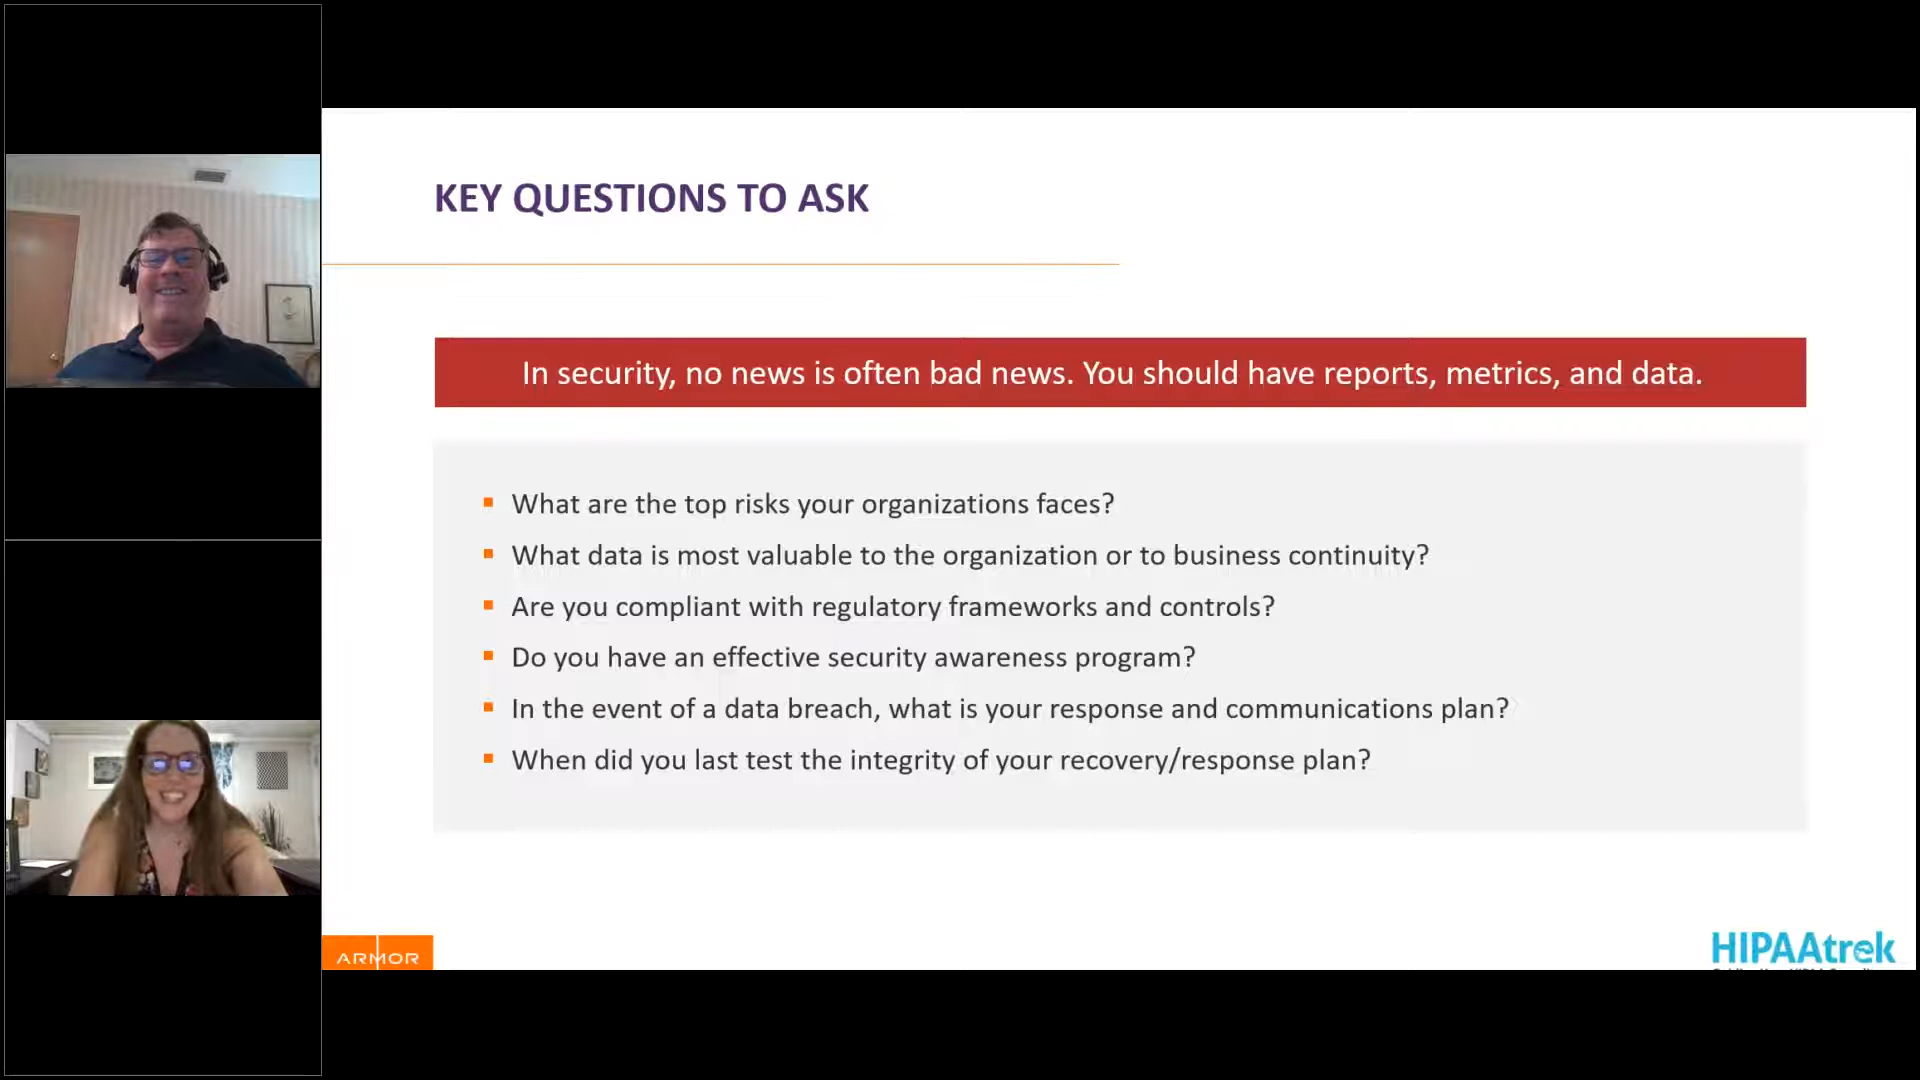 KEY QUESTIONS TO ASK
In security, no news is often bad news. You should have reports, metrics, and data.
What are the top risks your organizations faces?
What data is most valuable to the organization or to business continuity?
Are you compliant with regulatory frameworks and controls?
Do you have an effective security awareness program?
In the event of a data breach, what is your response and communications plan?
When did you last test the integrity of your recovery/response plan?
ARMOR
HIPAAtrek